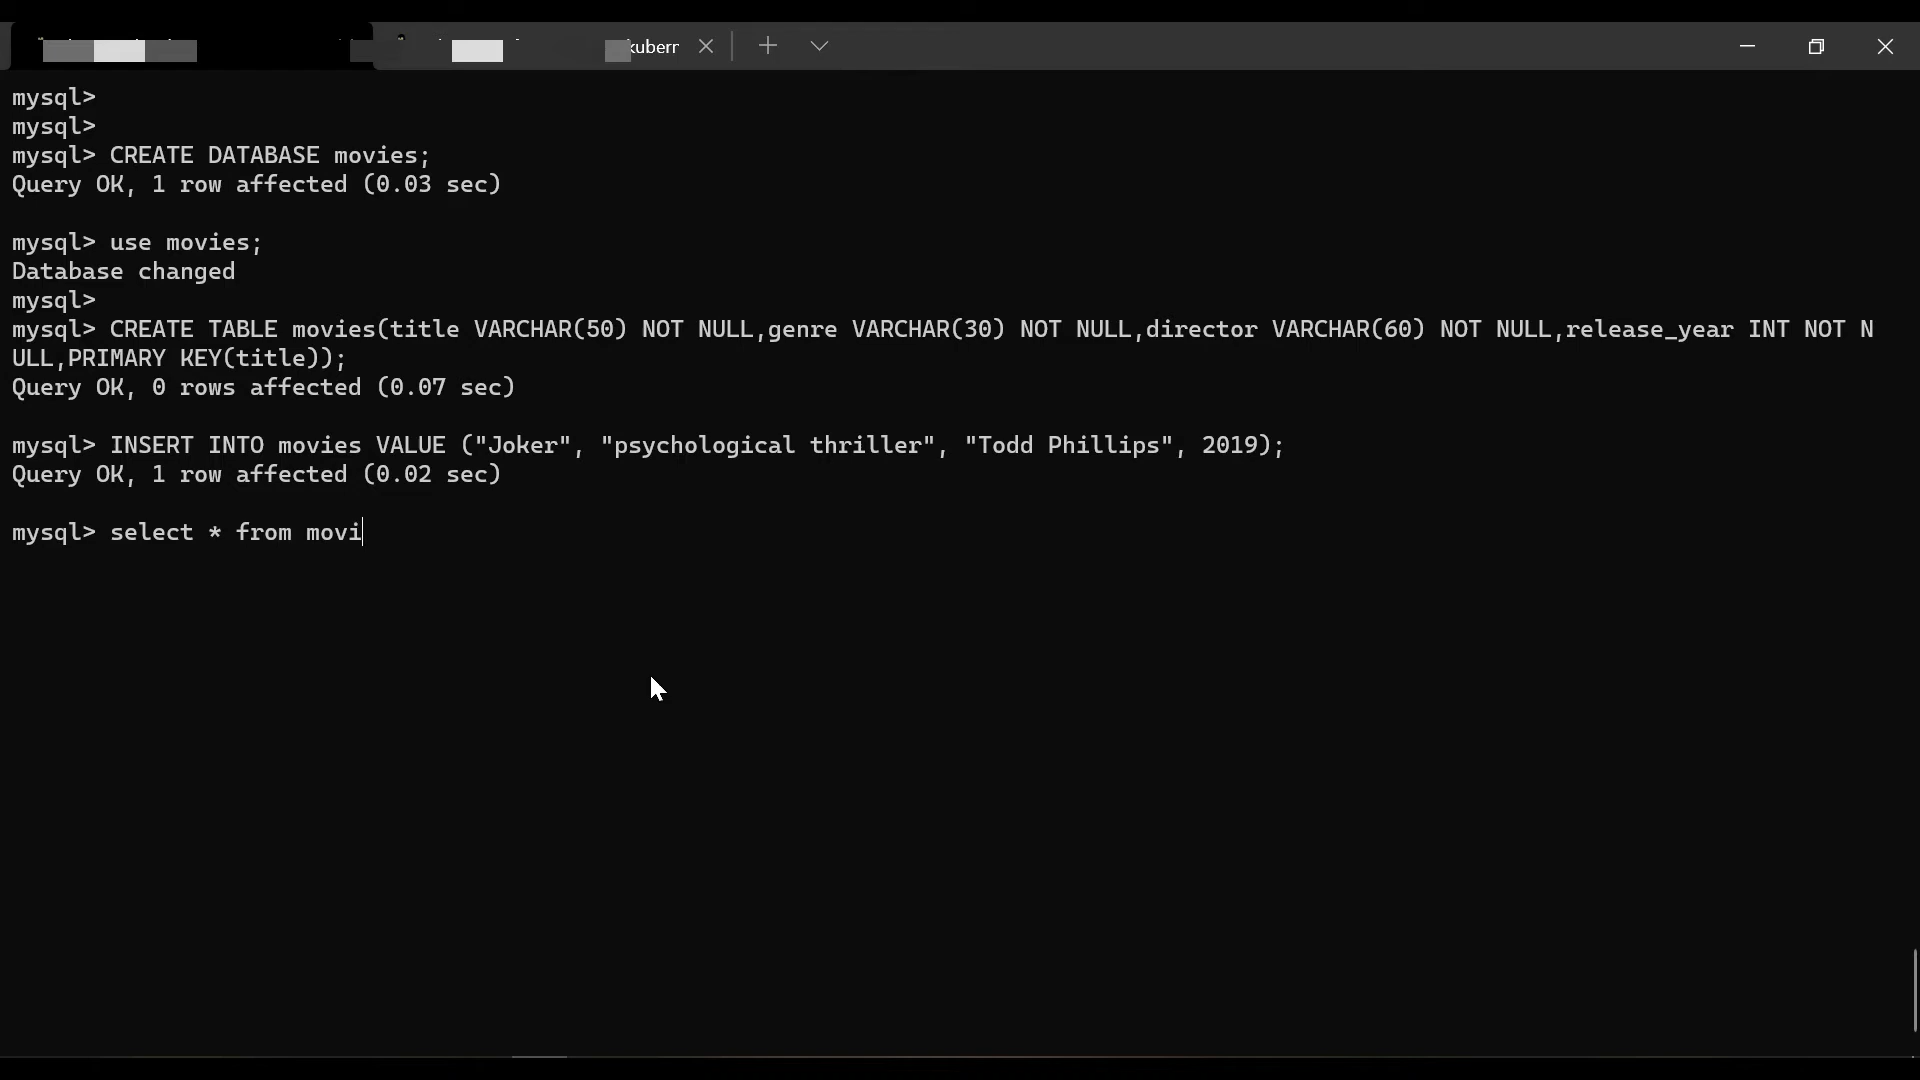 kubern
mysql>
mysql>
mysql> CREATE DATABASE movies;
Query OK, 1 row affected (0.03 sec)
mysql> use movies;
Database changed
mysql>
mysql> CREATE TABLE movies(title VARCHAR(50) NOT NULL,genre VARCHAR(30) NOT NULL,director VARCHAR(60) NOT NULL,release_year INT NOT N
ULL,PRIMARY KEY(title));
Query OK, 0 rows affected (0.07 sec)
mysql> INSERT INTO movies VALUE ("Joker", "psychological thriller", "Todd Phillips", 2019);
Query OK, 1 row affected (0.02 sec)
mysql> select * from movi